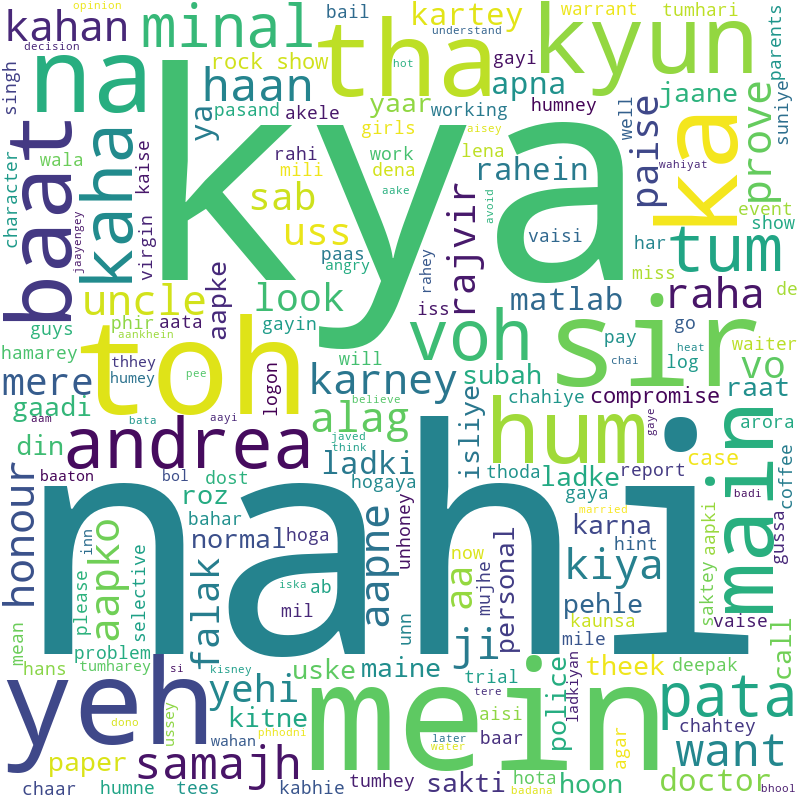 opinion
decision
kahan
minal
bail
kartey
warrant
tumhari
understand
tha
kyun
na
haan
rock show
hot
gayi
apna
jaane
parents
singh
pasand
akele
yaar
working
humney
well
suniye
baat
kaha
ya
kya
girls
aisey
ka
paise
prove
character
wala
kaise
rahi
work
lena
rahein
wahiyat
virgin
mili
dena
sab
aake
avoid
har
miss
event
show
jaayengey
uss
paas
angry
rahey
rajvir
vaisi
tum
uncle
aapke
look
iss
matlab
raha
de
guys
phir
aata
gayin
voh
sir
pay
go
waiter
hamarey
thhey
will
chai
log
heat
toh
aankhein
humey
pee
logon
karney
subah
vo
mere
believe
chahiye
compromise
raat
gaadi
aam
bata
aayi
alag
javed
think
hum
gaye
arora
din
andrea
ladki
isliye
ladke
case
coffee
baaton
bol
dost
hogaya
thoda
report
badi
honour
roz
gaya
main
nahi
bahar
unhoney
married
karna
gussa
inn
aapko
please
selective
normal
hoga
aapne
now
hint
saktey
aapki
falak
ab
aa
mujhe
personal
kiya
iska
mil
pehle
kaunsa
vaise
mean
problem
unn
ji
mile
call
hans
tumharey
si
kisney
uske
maine
trial
police
ladkiyan
theek
deepak
yeh
yehi
tere
mein
pata
ussey
kitne
aisi
chahtey
dono
wahan
phhodni
later
water
baar
agar
want
paper
samajh
chaar
humne
tees
kabhie
tumhey
sakti
hota
badana
hoon
doctor
bhool